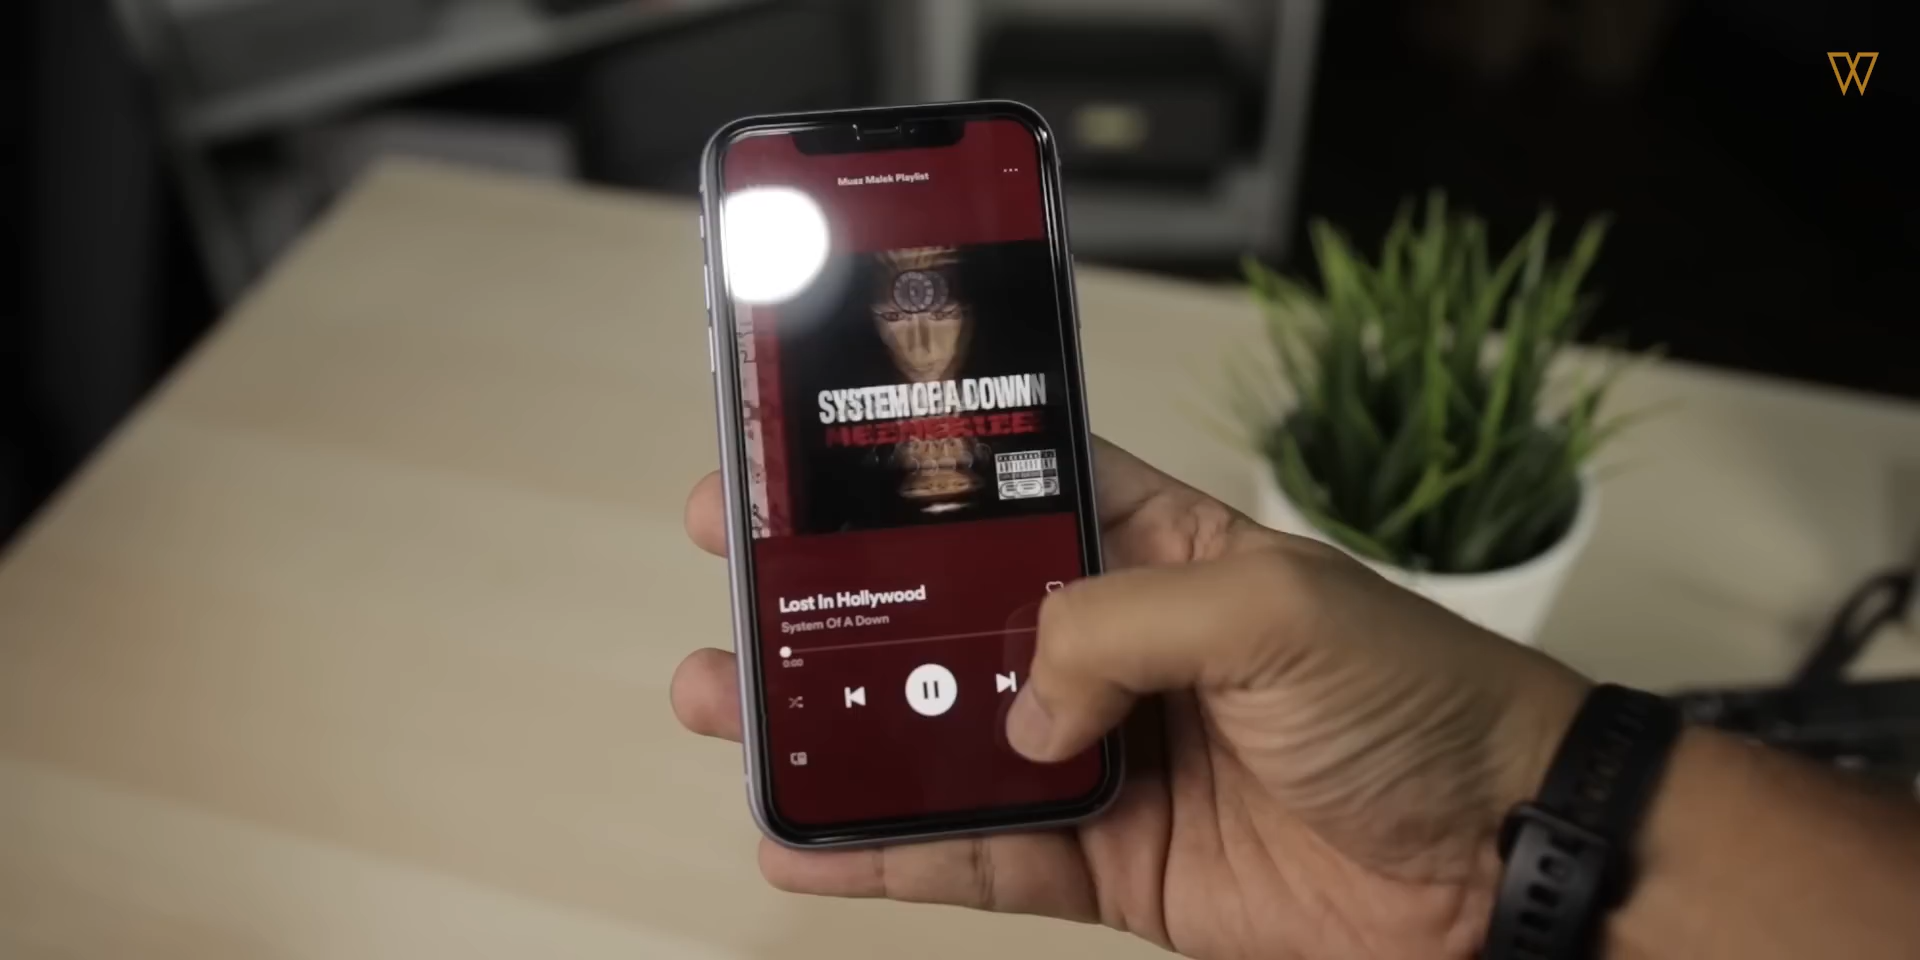 W
Muaz Malek Playlist
SYSTEM OF A DOWN
Lost In Hollywood
System Of A Down
0:00